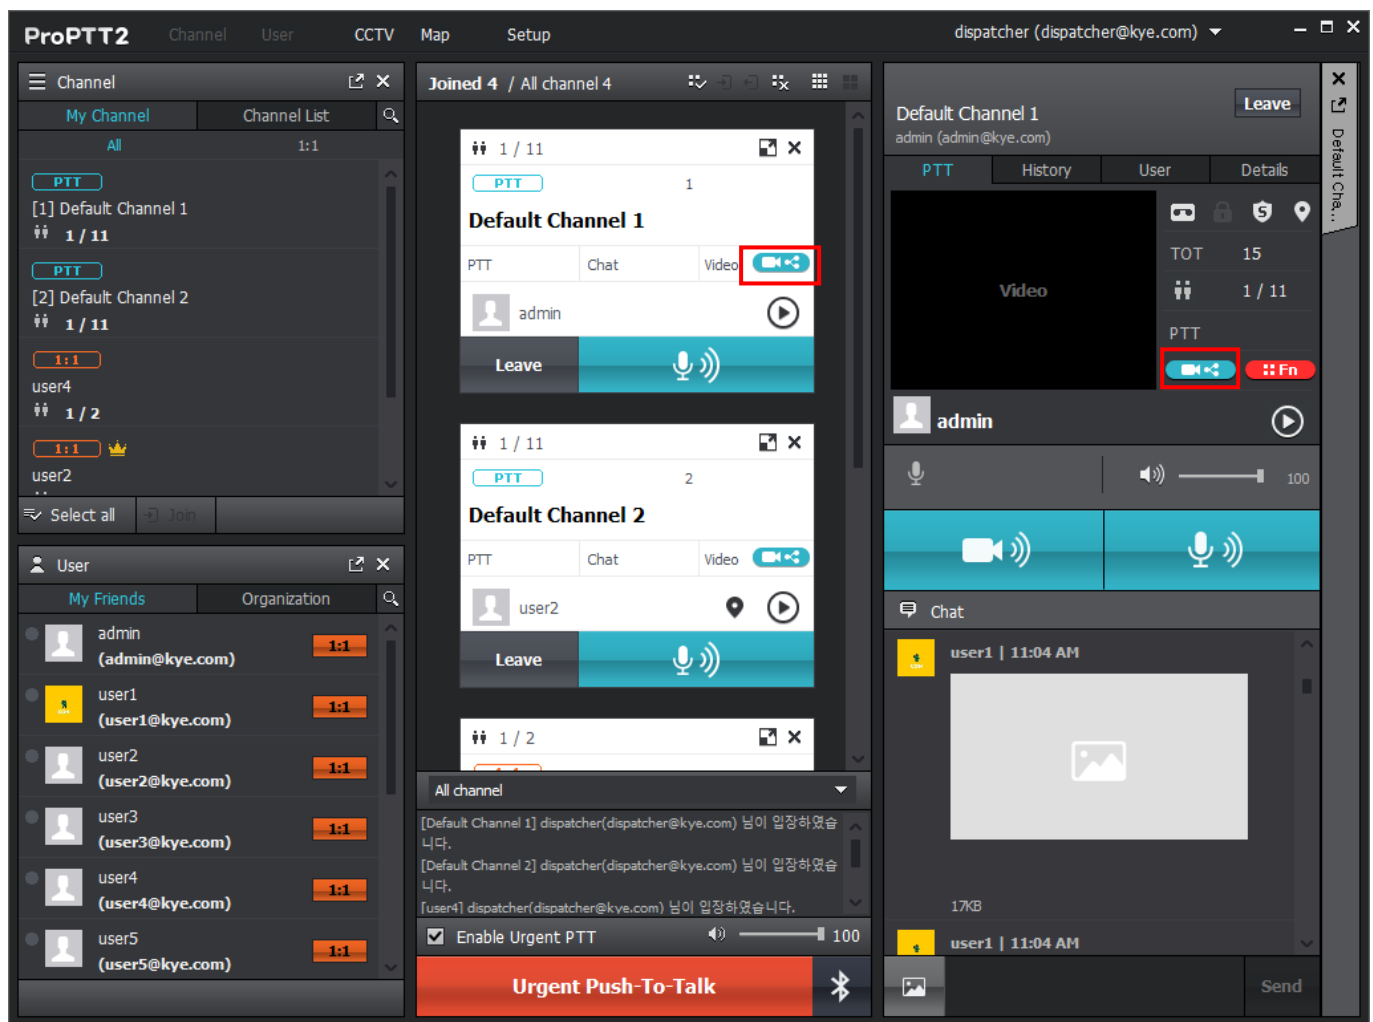 ProPTT2 Channel User CCTV Map Setup dispatcher (dispatcher@kye.com)
Channel
My Channel Channel List
All 1:1
PTT
[1] Default Channel 1
1 / 11
PTT
[2] Default Channel 2
1 / 11
1:1
user4
1 / 2
1:1
user2
Select all Join
User
My Friends Organization
admin
(admin@kye.com) 1:1
user1
(user1@kye.com) 1:1
user2
(user2@kye.com) 1:1
user3
(user3@kye.com) 1:1
user4
(user4@kye.com) 1:1
user5
(user5@kye.com) 1:1
Joined 4 / All channel 4
1 / 11
PTT 1
Default Channel 1
PTT Chat Video
admin
Leave
1 / 11
PTT 2
Default Channel 2
PTT Chat Video
user2
Leave
1 / 2
All channel
[Default Channel 1] dispatcher(dispatcher@kye.com) 님이 입장하였습
니다.
[Default Channel 2] dispatcher(dispatcher@kye.com) 님이 입장하였습
니다.
[user4] dispatcher(dispatcher@kye.com) 님이 입장하였습니다.
Enable Urgent PTT 100
Urgent Push-To-Talk
Default Channel 1 Leave
admin (admin@kye.com)
PTT History User Details
Video
TOT 15
1 / 11
PTT
Fn
admin
100
Chat
user1 | 11:04 AM
17KB
user1 | 11:04 AM
Send
Default Cha...